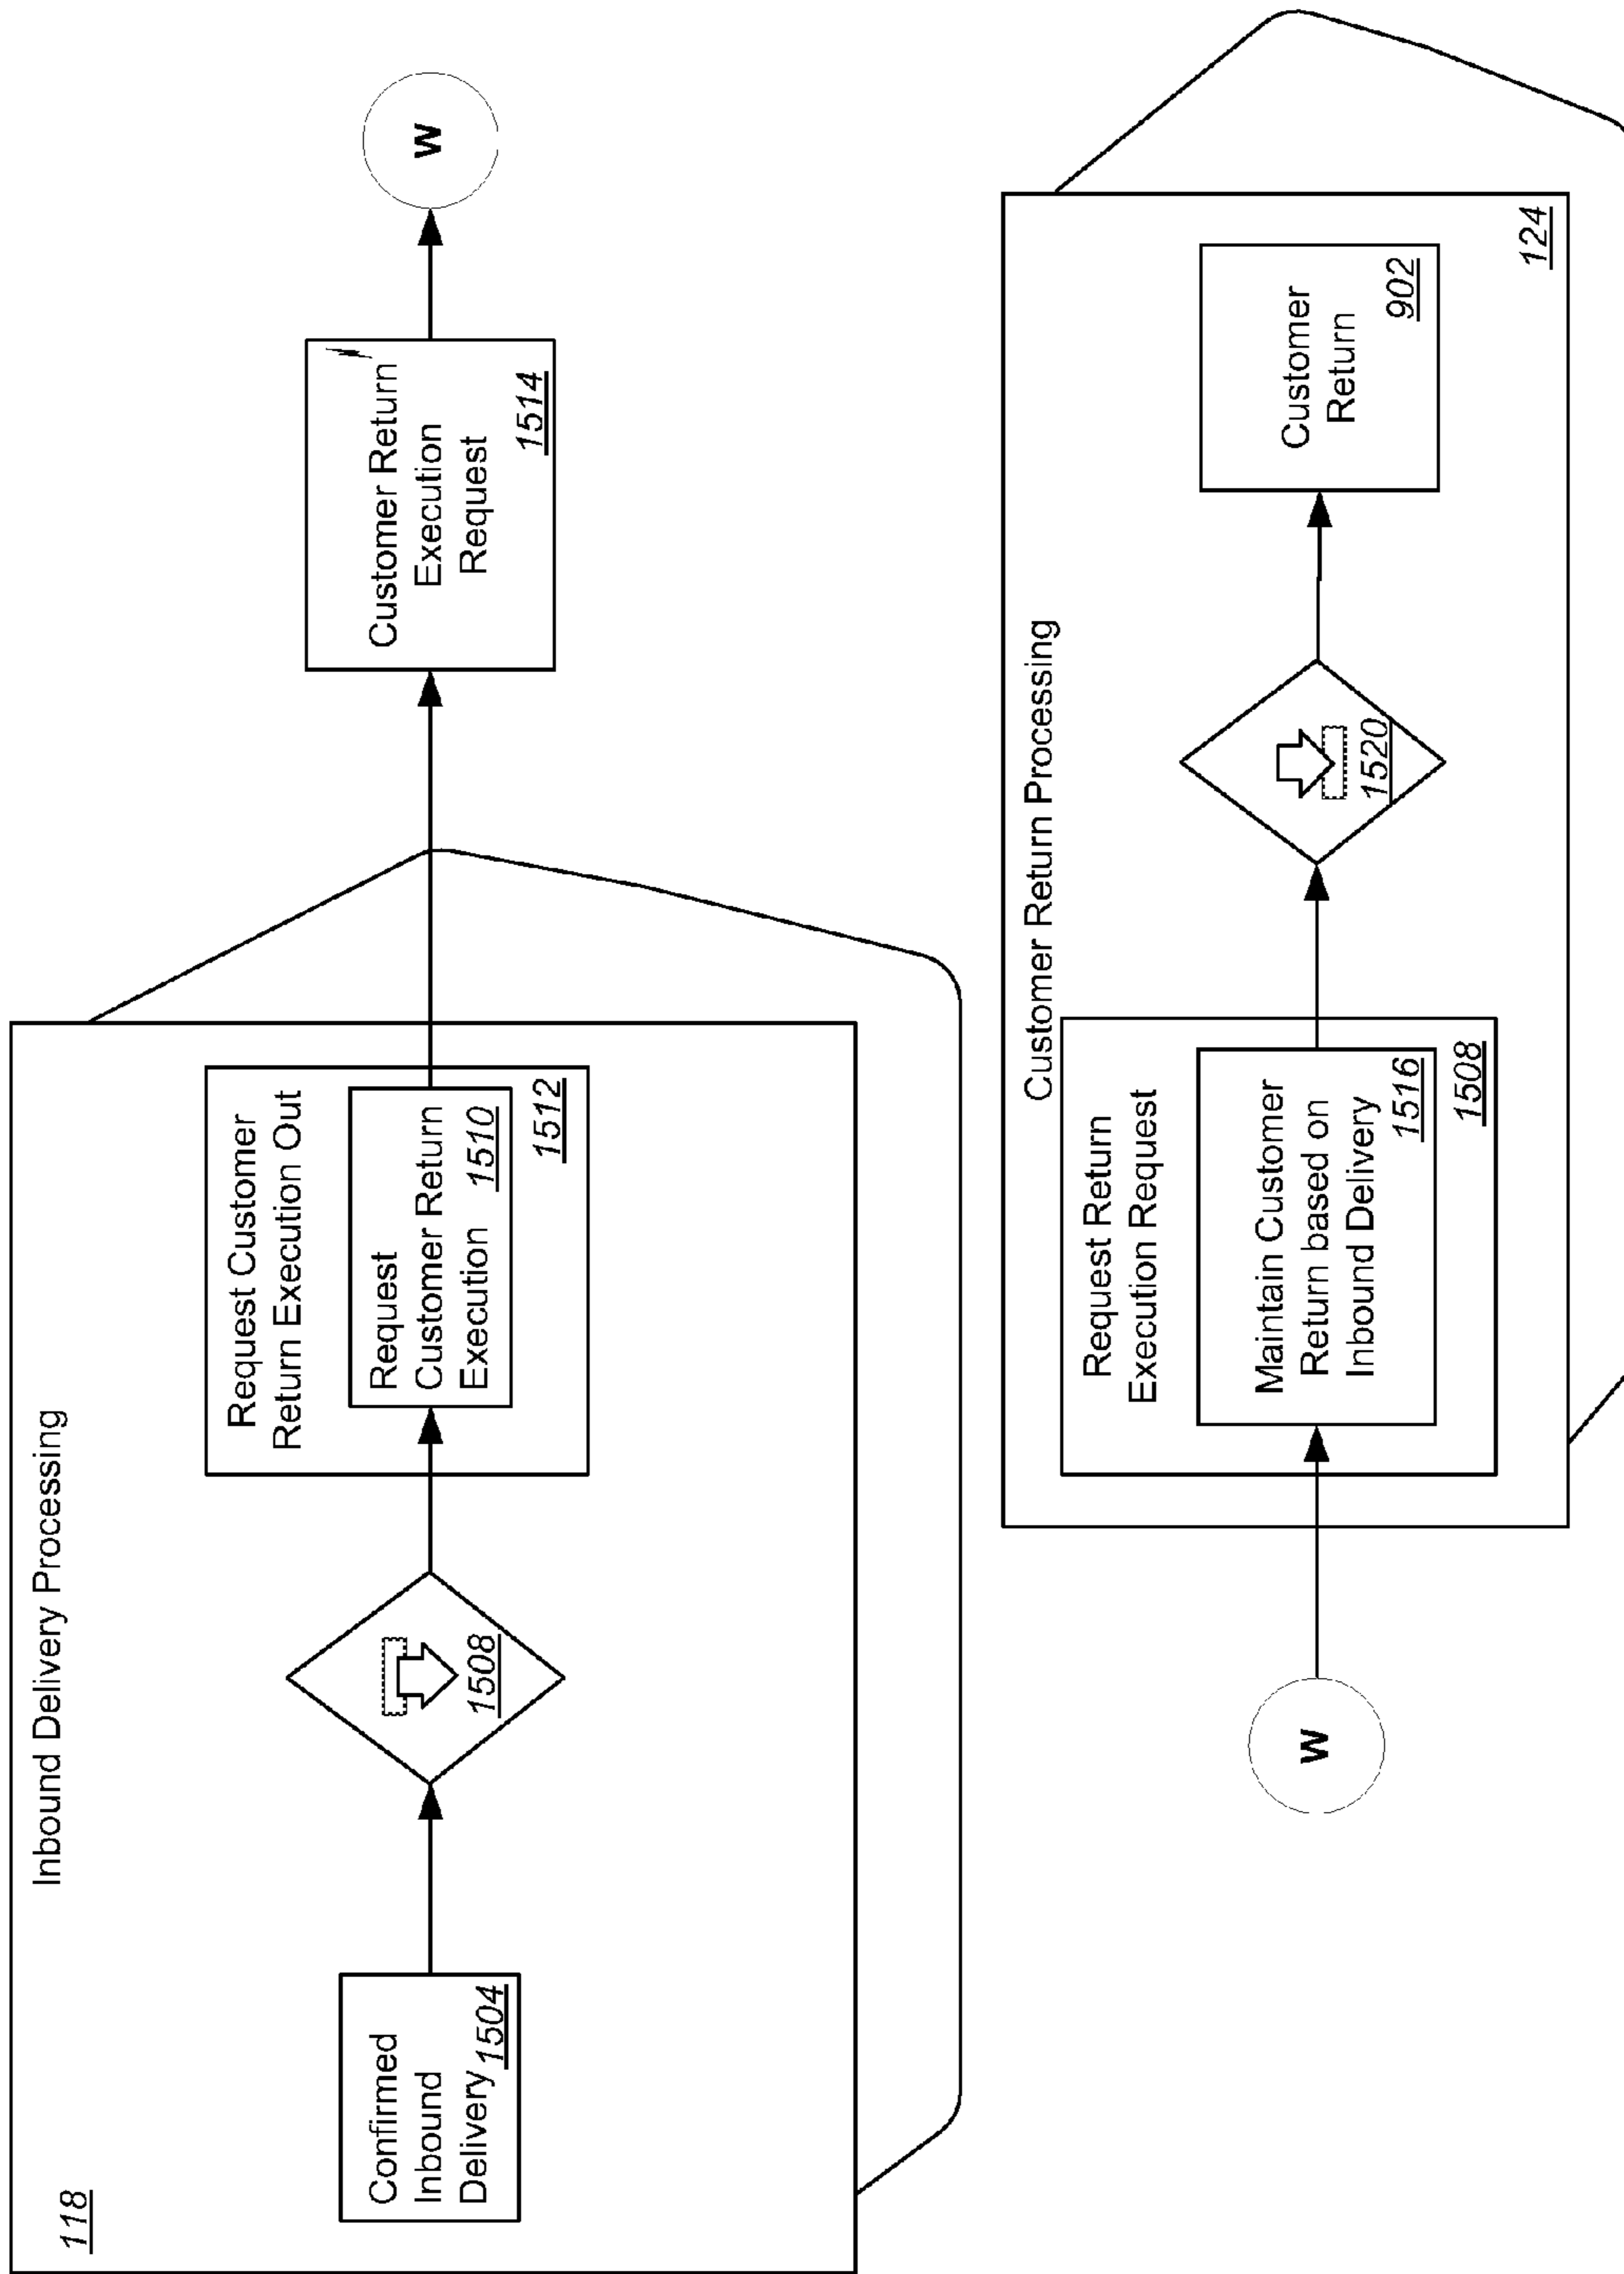 118
Inbound Delivery Processing
Confirmed
Inbound
Delivery 1504
1508
Request Customer
Return Execution Out
Request
Customer Return
Execution 1510
1512
Customer Return
Execution
Request
1514
W
W
Customer Return Processing
Request Return
Execution Request
Maintain Customer
Return based on
Inbound Delivery
1516
1508
1520
Customer
Return
902
124